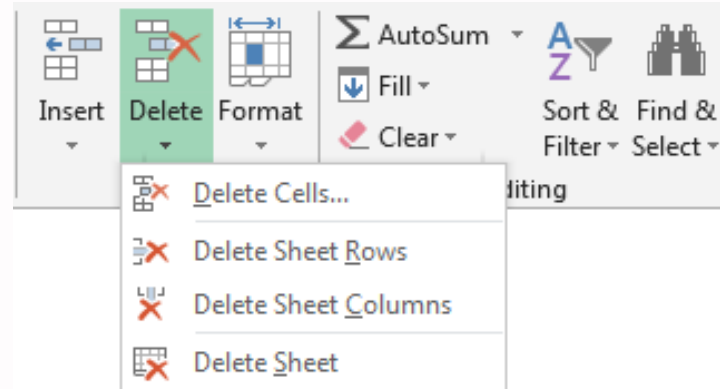 Insert
Delete
Format
AutoSum
Fill
Clear
Sort &
Filter
Find &
Select
diting
Delete Cells...
Delete Sheet Rows
Delete Sheet Columns
Delete Sheet